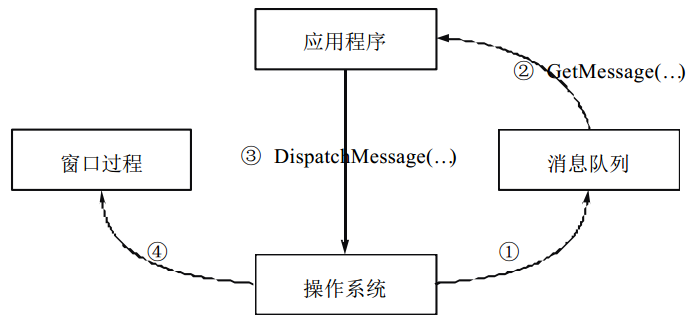 应用程序
② GetMessage(…)
③ DispatchMessage(…)
窗口过程
消息队列
④
①
操作系统